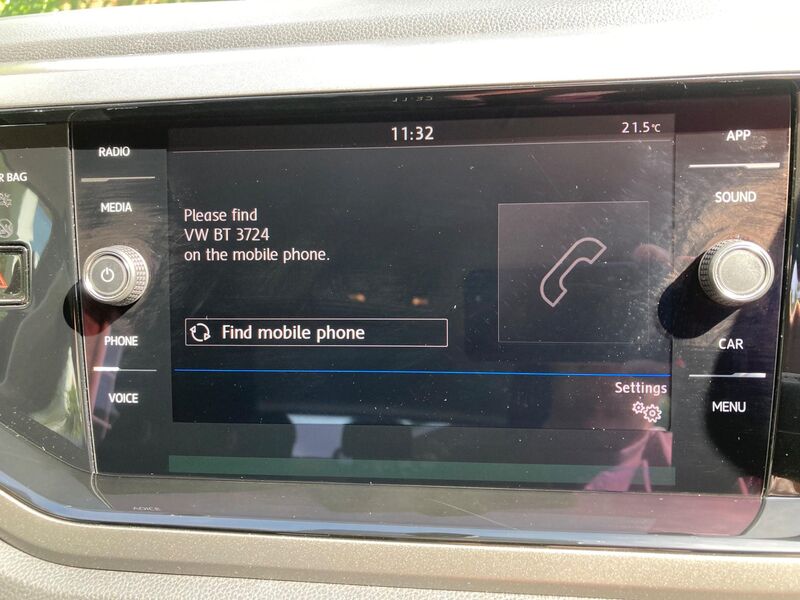 11:32
21.5°C
RADIO
MEDIA
PHONE
VOICE
R BAG
Please find
VW BT 3724
on the mobile phone.
Find mobile phone
Settings
APP
SOUND
CAR
MENU